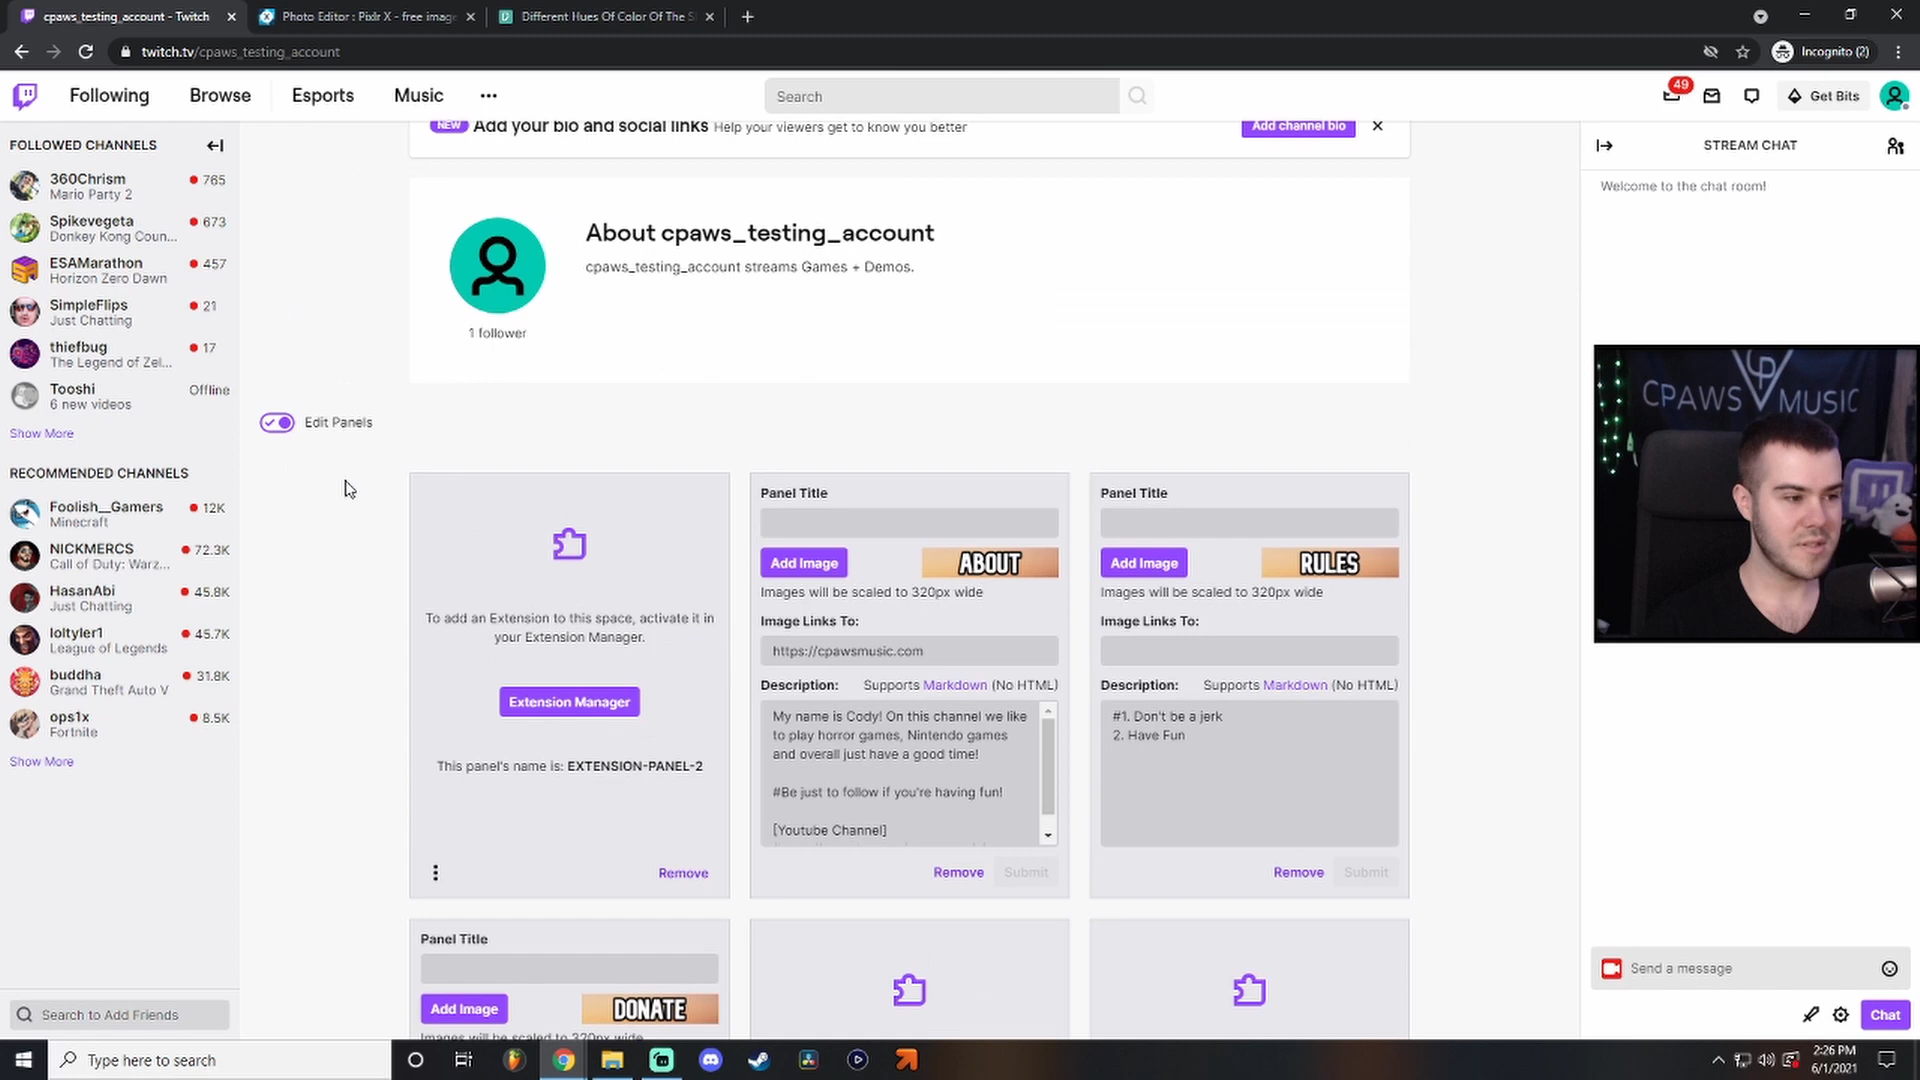 cpaws_testing_account - Twitch
Photo Editor : Pixlr X - free image
Different Hues Of Color Of The S
twitch.tv/cpaws_testing_account
Incognito (2)
Following
Browse
Esports
Music
Search
49
Get Bits
FOLLOWED CHANNELS
360Chrism
765
Mario Party 2
Spikevegeta
673
Donkey Kong Coun...
ESAMarathon
457
Horizon Zero Dawn
SimpleFlips
21
Just Chatting
thiefbug
17
The Legend of Zel...
Tooshi
Offline
6 new videos
Show More
RECOMMENDED CHANNELS
Foolish__Gamers
12K
Minecraft
NICKMERCS
72.3K
Call of Duty: Warz...
HasanAbi
45.8K
Just Chatting
loltyler1
45.7K
League of Legends
buddha
31.8K
Grand Theft Auto V
ops1x
8.5K
Fortnite
Show More
Search to Add Friends
NEW
Add your bio and social links
Help your viewers get to know you better
Add channel bio
About cpaws_testing_account
cpaws_testing_account streams Games + Demos.
1 follower
Edit Panels
To add an Extension to this space, activate it in
your Extension Manager.
Extension Manager
This panel's name is: EXTENSION-PANEL-2
Remove
Panel Title
Add Image
ABOUT
Images will be scaled to 320px wide
Image Links To:
https://cpawsmusic.com
Description:
Supports Markdown (No HTML)
My name is Cody! On this channel we like
to play horror games, Nintendo games
and overall just have a good time!
#Be just to follow if you're having fun!
[Youtube Channel]
Remove
Submit
Panel Title
Add Image
RULES
Images will be scaled to 320px wide
Image Links To:
Description:
Supports Markdown (No HTML)
#1. Don't be a jerk
2. Have Fun
Remove
Submit
Panel Title
Add Image
DONATE
Images will be scaled to 320px wide
STREAM CHAT
Welcome to the chat room!
CPAWS MUSIC
CP
Send a message
Chat
Type here to search
2:26 PM
6/1/2021